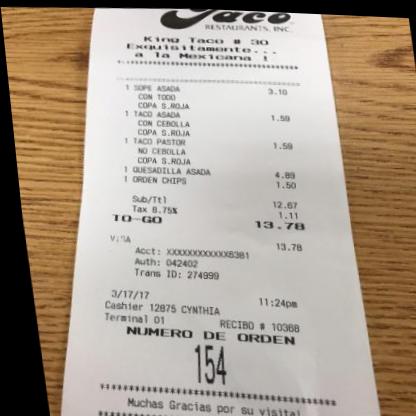 Taco
RESTAURANTS, INC.
King Taco # 30
Exquisitamente...
a la Mexicana !
1 SOPE ASADA 3.10
CON TODO
COPA S.ROJA
1 TACO ASADA 1.59
CON CEBOLLA
COPA S.ROJA
1 TACO PASTOR 1.59
NO CEBOLLA
COPA S.ROJA
1 QUESADILLA ASADA 4.89
1 ORDEN CHIPS 1.50
Sub/Ttl 12.67
Tax 8.75% 1.11
TO-GO 13.78
VISA 13.78
Acct: XXXXXXXXXXXX6381
Auth: 042402
Trans ID: 274999
3/17/17 11:24pm
Cashier 12875 CYNTHIA
Terminal 01 RECIBO # 10368
NUMERO DE ORDEN
154
*********************************
Muchas Gracias por su visita!